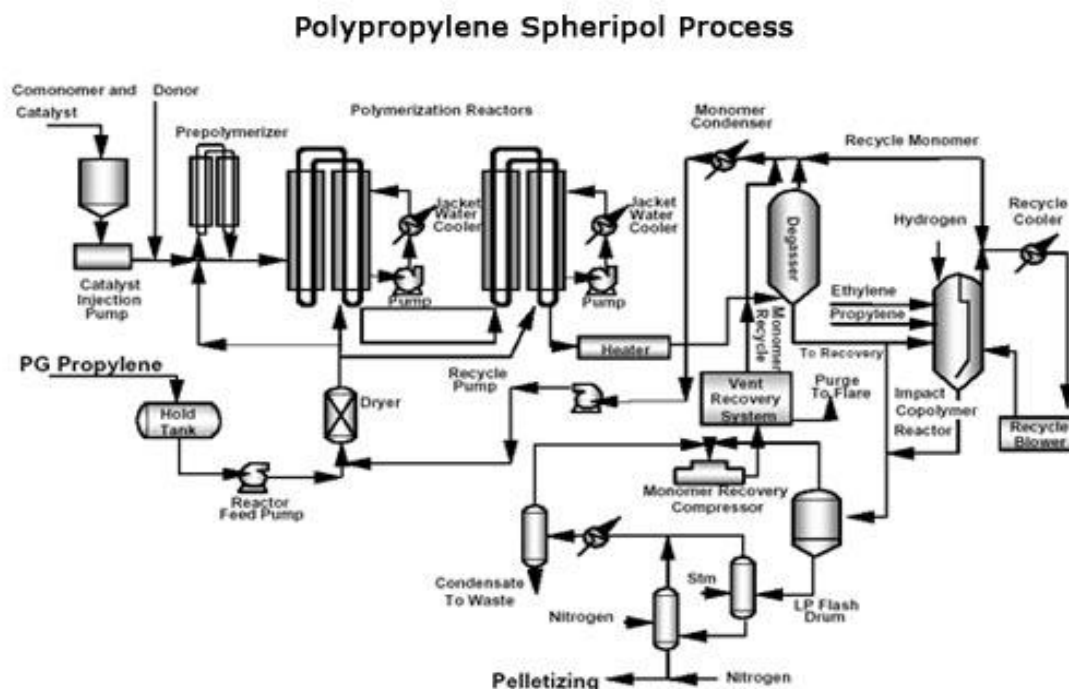 Polypropylene Spheripol Process
Comonomer and
Catalyst
Donor
Prepolymerizer
Polymerization Reactors
Monomer
Condenser
Recycle Monomer
Jacket
Water
Cooler
Jacket
Water
Cooler
Degasser
Hydrogen
Recycle
Cooler
Catalyst
Injection
Pump
Pump
Pump
Ethylene
Propylene
Heater
Monomer
Recycle
To Recovery
PG Propylene
Hold
Tank
Dryer
Recycle
Pump
Vent
Recovery
System
Purge
To Flare
Impact
Copolymer
Reactor
Recycle
Blower
Reactor
Feed Pump
Monomer Recovery
Compressor
Condensate
To Waste
Stm
LP Flash
Drum
Nitrogen
Pelletizing
Nitrogen